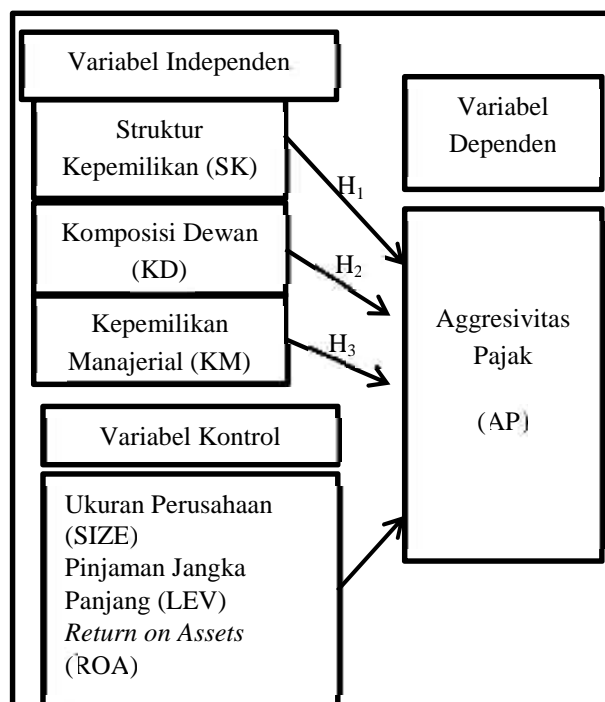 Variabel Independen
Struktur
Kepemilikan (SK)
H₁
Komposisi Dewan
(KD)
H₂
Kepemilikan
Manajerial (KM)
H₃
Variabel
Dependen
Aggresivitas
Pajak
(AP)
Variabel Kontrol
Ukuran Perusahaan
(SIZE)
Pinjaman Jangka
Panjang (LEV)
Return on Assets
(ROA)